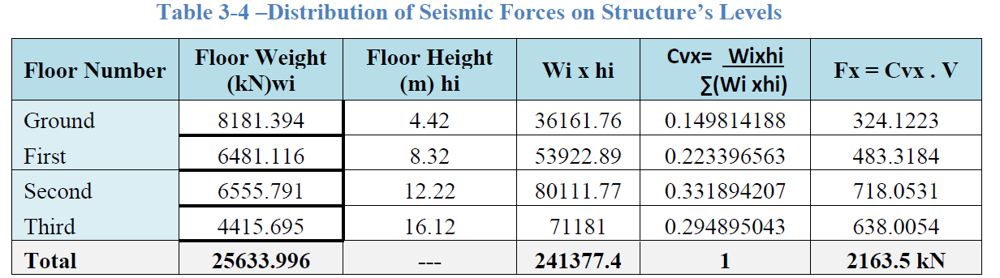 Table 3-4 –Distribution of Seismic Forces on Structure’s Levels
Floor Number Floor Weight (kN)wi Floor Height (m) hi Wi x hi Cvx= Wixhi ∑(Wi xhi) Fx = Cvx . V
Ground 8181.394 4.42 36161.76 0.149814188 324.1223
First 6481.116 8.32 53922.89 0.223396563 483.3184
Second 6555.791 12.22 80111.77 0.331894207 718.0531
Third 4415.695 16.12 71181 0.294895043 638.0054
Total 25633.996 --- 241377.4 1 2163.5 kN